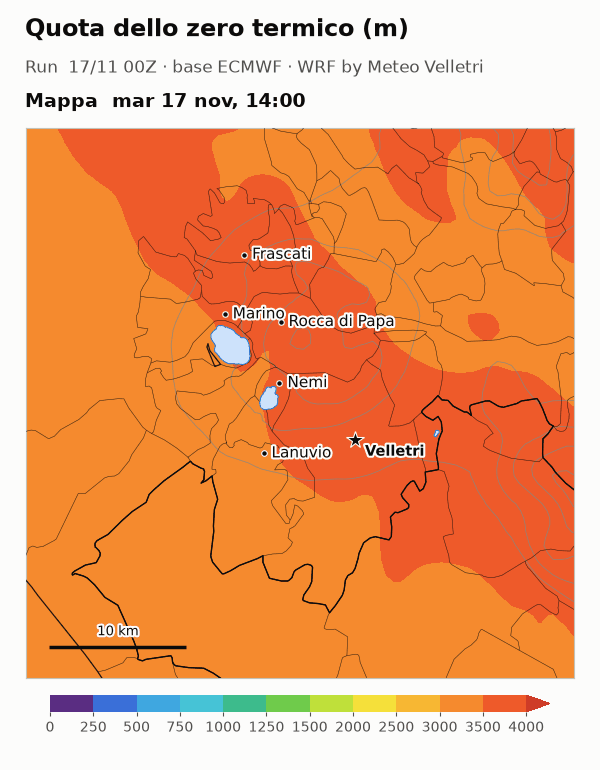 Quota dello zero termico (m)
Run  17/11 00Z · base ECMWF · WRF by Meteo Velletri
Mappa  mar 17 nov, 14:00
Frascati
Marino
Rocca di Papa
Nemi
Velletri
Lanuvio
10 km
0 250 500 750 1000 1250 1500 2000 2500 3000 3500 4000